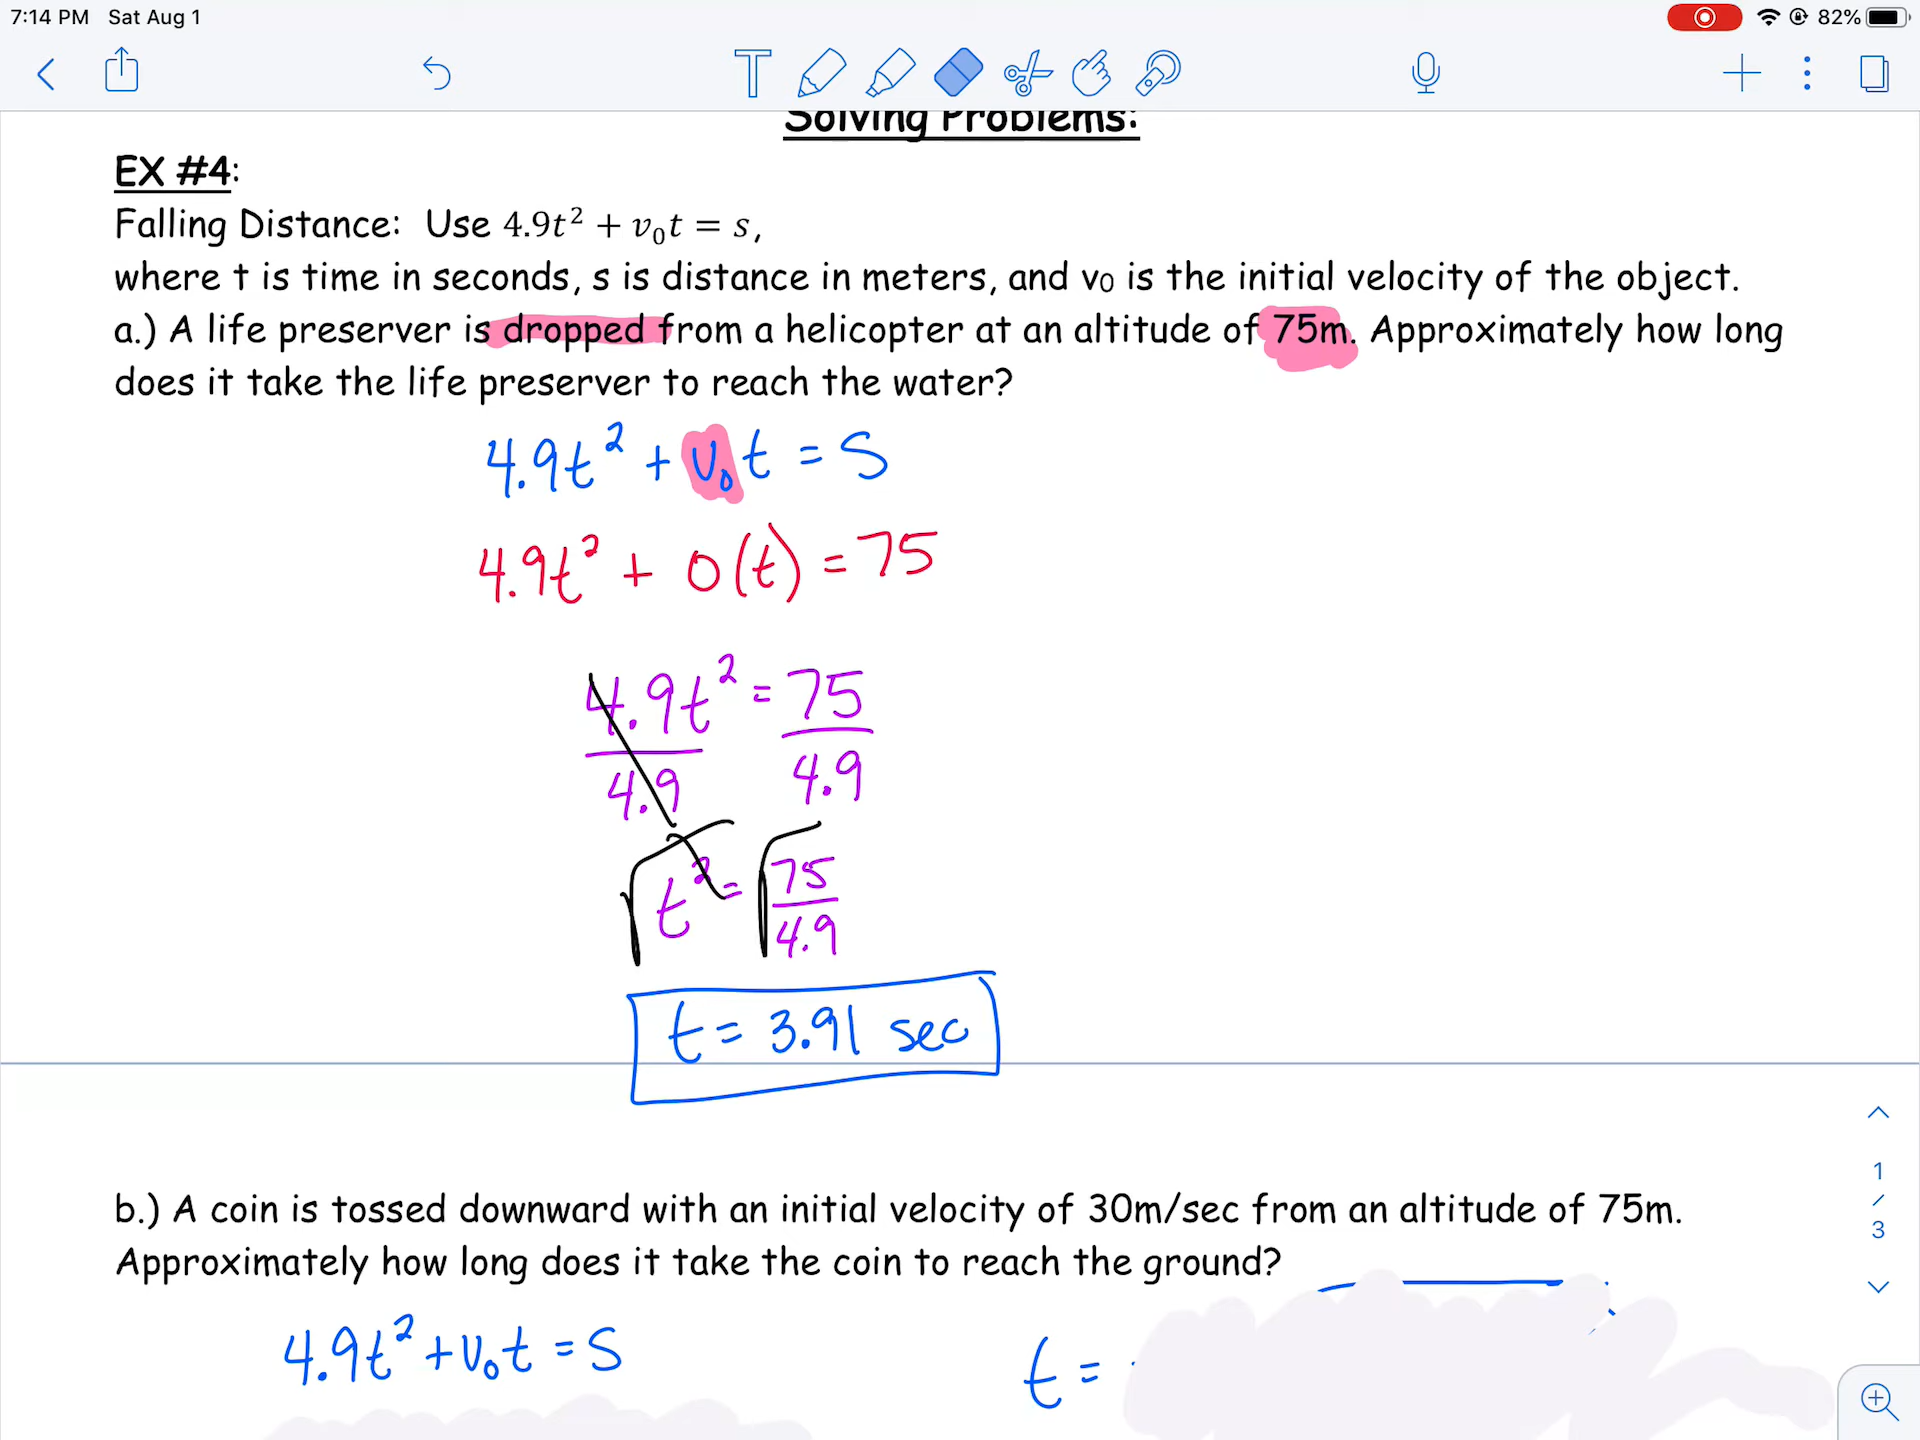 7:14 PM Sat Aug 1
82%
T
Solving Problems:
EX #4:
Falling Distance: Use 4.9t² + v₀t = s,
where t is time in seconds, s is distance in meters, and v₀ is the initial velocity of the object.
a.) A life preserver is dropped from a helicopter at an altitude of 75m. Approximately how long
does it take the life preserver to reach the water?
4.9t² + v₀t = S
4.9t² + 0(t) = 75
4.9t² = 75
4.9 4.9
√t² = √75
4.9
t = 3.91 sec
b.) A coin is tossed downward with an initial velocity of 30m/sec from an altitude of 75m.
Approximately how long does it take the coin to reach the ground?
4.9t² + v₀t = S
t =
1
/
3